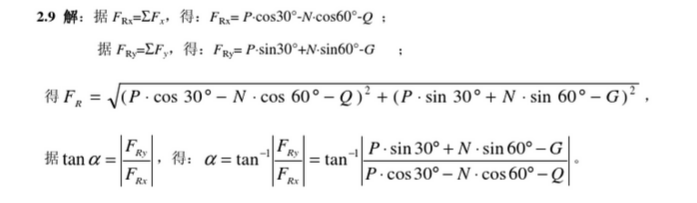 2.9 解：据 F_Rx=ΣF_x，得：F_Rx= P·cos30°-N·cos60°-Q ；
据 F_Ry=ΣF_y，得：F_Ry= P·sin30°+N·sin60°-G ；
得 F_R = √((P · cos 30° − N · cos 60° − Q )² + (P · sin 30° + N · sin 60° − G)²) ，
据 tan α = |F_Ry / F_Rx|，得：α = tan⁻¹ |F_Ry / F_Rx| = tan⁻¹ |(P · sin 30° + N · sin 60° − G) / (P · cos 30° − N · cos 60° − Q)|。